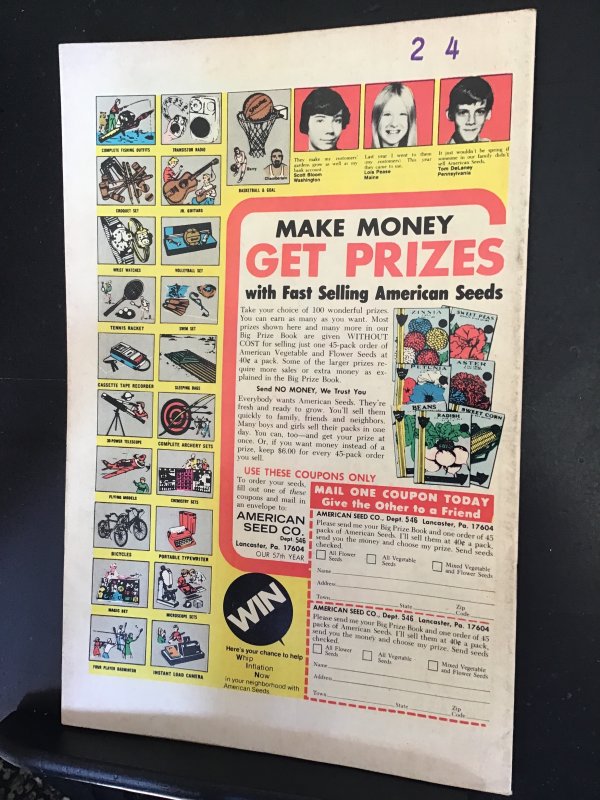 2 4
COMPLETE FISHING OUTFITS
TRANSISTOR RADIO
CROQUET SET
JR. GUITARS
WRIST WATCHES
VOLLEYBALL SET
TENNIS RACKET
SWIM SET
CASSETTE TAPE RECORDER
SLEEPING BAGS
30 POWER TELESCOPE
COMPLETE ARCHERY SETS
FLYING MODELS
CHEMISTRY SETS
BICYCLES
PORTABLE TYPEWRITER
MAGIC SET
MICROSCOPE SETS
FOUR PLAYER BADMINTON
INSTANT LOAD CAMERA
BASKETBALL & GOAL
They make my customers'
gardens grow as well as my
bank account.
Scott Bloom
Washington
Last year I went to them
my customers. This year
they came to me.
Lois Pease
Maine
It just wouldn't be spring if
someone in our family didn't
sell American Seeds.
Tom DeLaney
Pennsylvania
MAKE MONEY
GET PRIZES
with Fast Selling American Seeds
Take your choice of 100 wonderful prizes.
You can earn as many as you want. Most
prizes shown here and many more in our
Big Prize Book are given WITHOUT
COST for selling just one 45-pack order of
American Vegetable and Flower Seeds at
40¢ a pack. Some of the larger prizes re-
quire more sales or extra money as ex-
plained in the Big Prize Book.
Send NO MONEY, We Trust You
Everybody wants American Seeds. They're
fresh and ready to grow. You'll sell them
quickly to family, friends and neighbors.
Many boys and girls sell their packs in one
day. You can, too—and get your prize at
once. Or, if you want money instead of a
prize, keep $6.00 for every 45-pack order
you sell.
ZINNIA
SWEET PEAS
PETUNIA
ASTER
BEANS
RADISH
SWEET CORN
USE THESE COUPONS ONLY
To order your seeds,
fill out one of these
coupons and mail in
an envelope to:
AMERICAN
SEED CO.
Dept 546
Lancaster, Pa. 17604
OUR 57th YEAR
MAIL ONE COUPON TODAY
Give the Other to a Friend
AMERICAN SEED CO., Dept. 546 Lancaster, Pa. 17604
Please send me your Big Prize Book and one order of 45
packs of American Seeds. I'll sell them at 40¢ a pack,
send you the money and choose my prize. Send seeds
checked.
All Flower Seeds
All Vegetable Seeds
Mixed Vegetable and Flower Seeds
Name
Address
Town State Zip Code
AMERICAN SEED CO., Dept. 546 Lancaster, Pa. 17604
Please send me your Big Prize Book and one order of 45
packs of American Seeds. I'll sell them at 40¢ a pack,
send you the money and choose my prize. Send seeds
checked.
All Flower Seeds
All Vegetable Seeds
Mixed Vegetable and Flower Seeds
Name
Address
Town State Zip Code
WIN
Here's your chance to help
Whip
Inflation
Now
in your neighborhood with
American Seeds